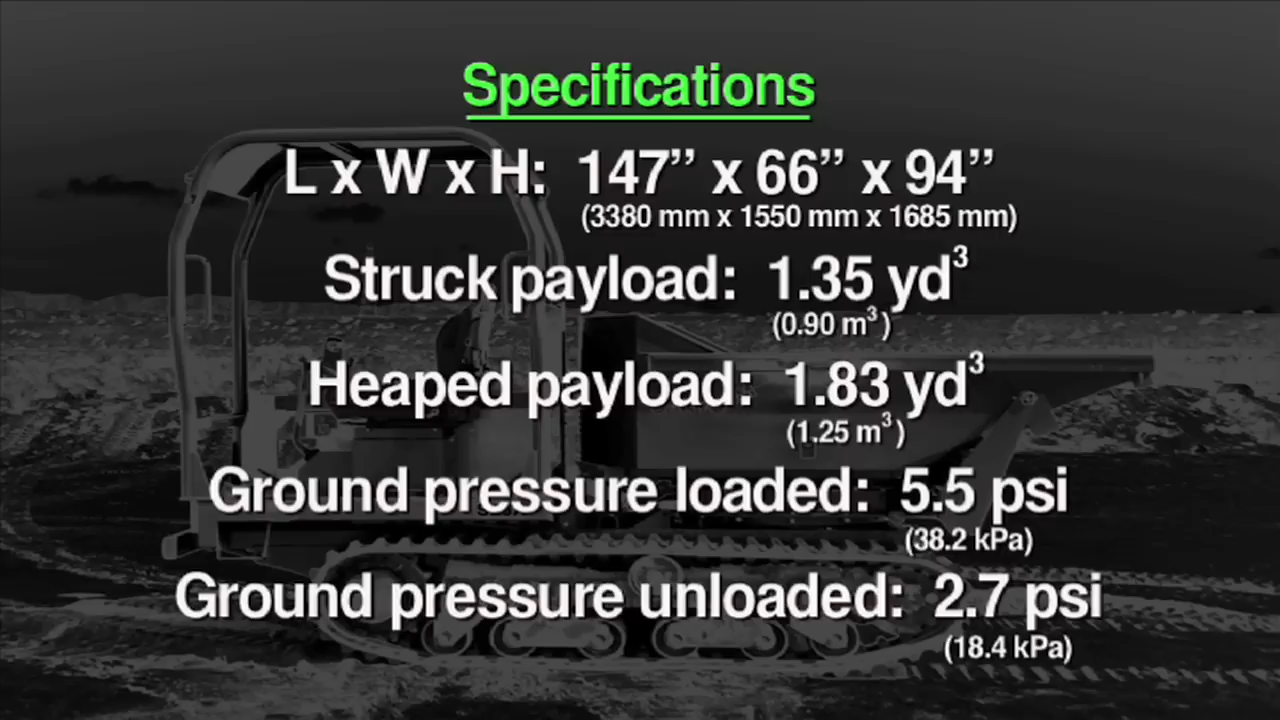 Specifications
L x W x H: 147” x 66” x 94”
(3380 mm x 1550 mm x 1685 mm)
Struck payload: 1.35 yd³
(0.90 m³)
Heaped payload: 1.83 yd³
(1.25 m³)
Ground pressure loaded: 5.5 psi
(38.2 kPa)
Ground pressure unloaded: 2.7 psi
(18.4 kPa)